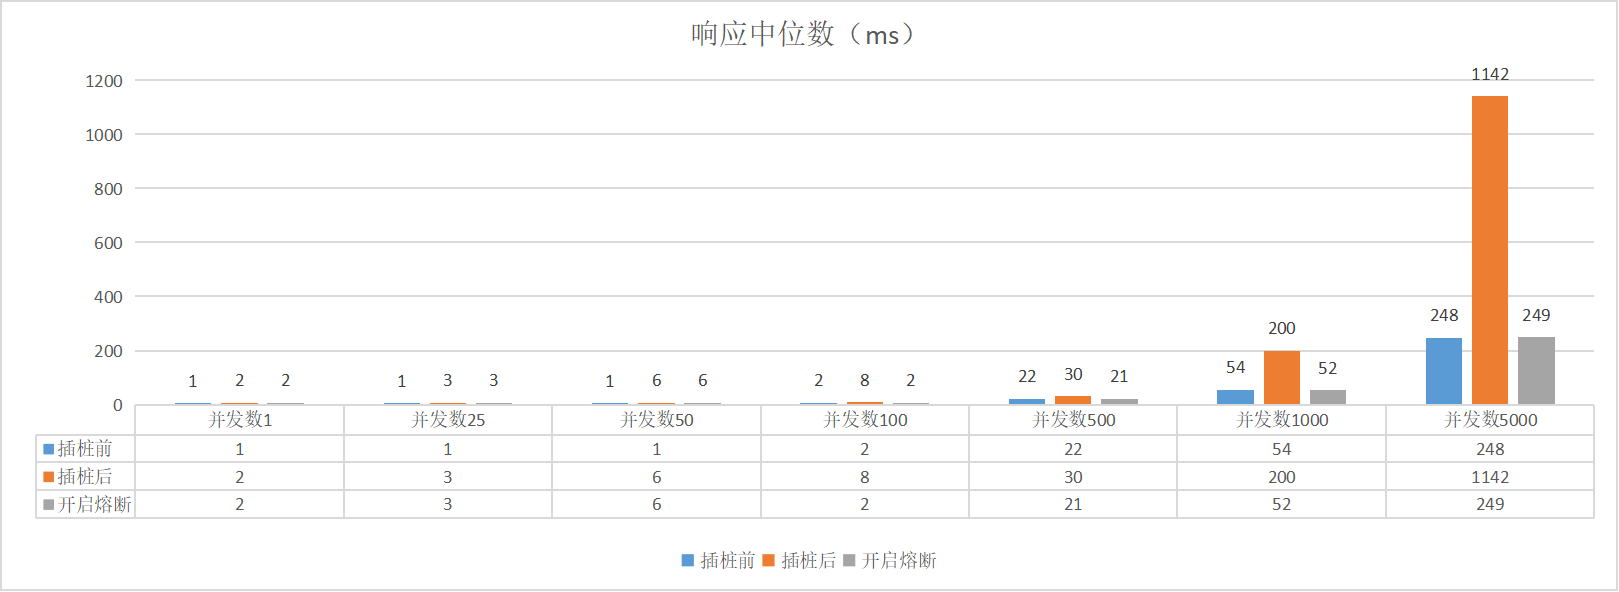 响应中位数（ms）
1200
1000
800
600
400
200
0
1 2 2 1 3 3 1 6 6 2 8 2 22 30 21 54 200 52 248 1142 249
并发数1 并发数25 并发数50 并发数100 并发数500 并发数1000 并发数5000
插桩前 1 1 1 2 22 54 248
插桩后 2 3 6 8 30 200 1142
开启熔断 2 3 6 2 21 52 249
插桩前 插桩后 开启熔断